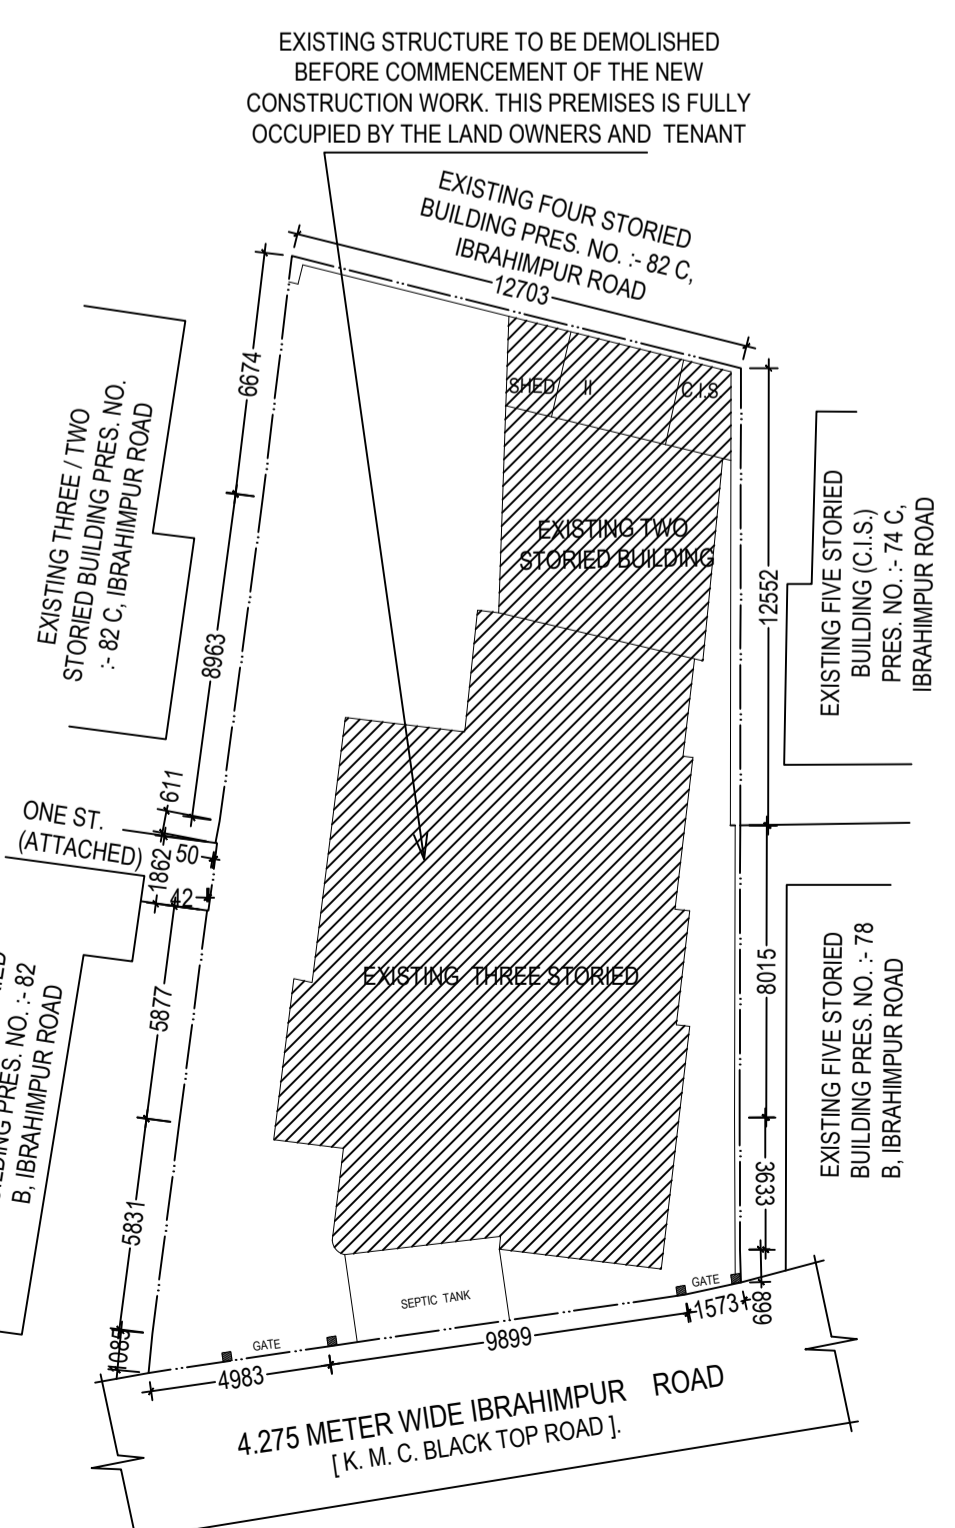 EXISTING STRUCTURE TO BE DEMOLISHED
BEFORE COMMENCEMENT OF THE NEW
CONSTRUCTION WORK. THIS PREMISES IS FULLY
OCCUPIED BY THE LAND OWNERS AND TENANT
EXISTING FOUR STORIED
BUILDING PRES. NO. :- 82 C,
IBRAHIMPUR ROAD
12703
6674
SHED
II
C.I.S
EXISTING THREE / TWO
STORIED BUILDING PRES. NO.
:- 82 C, IBRAHIMPUR ROAD
EXISTING TWO
STORIED BUILDING
12552
EXISTING FIVE STORIED
BUILDING (C.I.S.)
PRES. NO. :- 74 C,
IBRAHIMPUR ROAD
8963
611
ONE ST.
(ATTACHED)
50
1862
42
EXISTING THREE STORIED
8015
EXISTING FIVE STORIED
BUILDING PRES. NO. :- 78
B, IBRAHIMPUR ROAD
5877
PRES. NO. :- 82
B, IBRAHIMPUR ROAD
5831
3633
899
1085
SEPTIC TANK
GATE
GATE
1573
9899
4983
4.275 METER WIDE IBRAHIMPUR ROAD
[ K. M. C. BLACK TOP ROAD ].